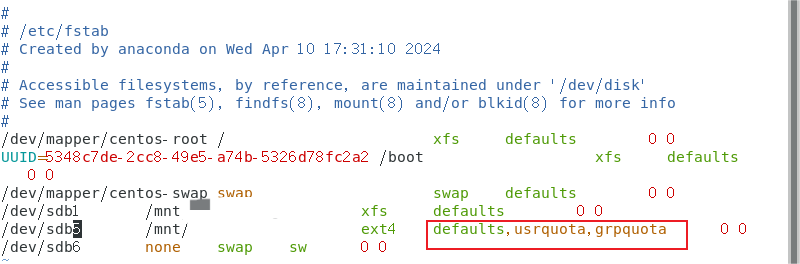 #
# /etc/fstab
# Created by anaconda on Wed Apr 10 17:31:10 2024
#
# Accessible filesystems, by reference, are maintained under '/dev/disk'
# See man pages fstab(5), findfs(8), mount(8) and/or blkid(8) for more info
#
/dev/mapper/centos-root / xfs defaults 0 0
UUID=5348c7de-2cc8-49e5-a74b-5326d78fc2a2 /boot xfs defaults
0 0
/dev/mapper/centos-swap swap swap defaults 0 0
/dev/sdb1 /mnt xfs defaults 0 0
/dev/sdb5 /mnt/ ext4 defaults,usrquota,grpquota 0 0
/dev/sdb6 none swap sw 0 0
~